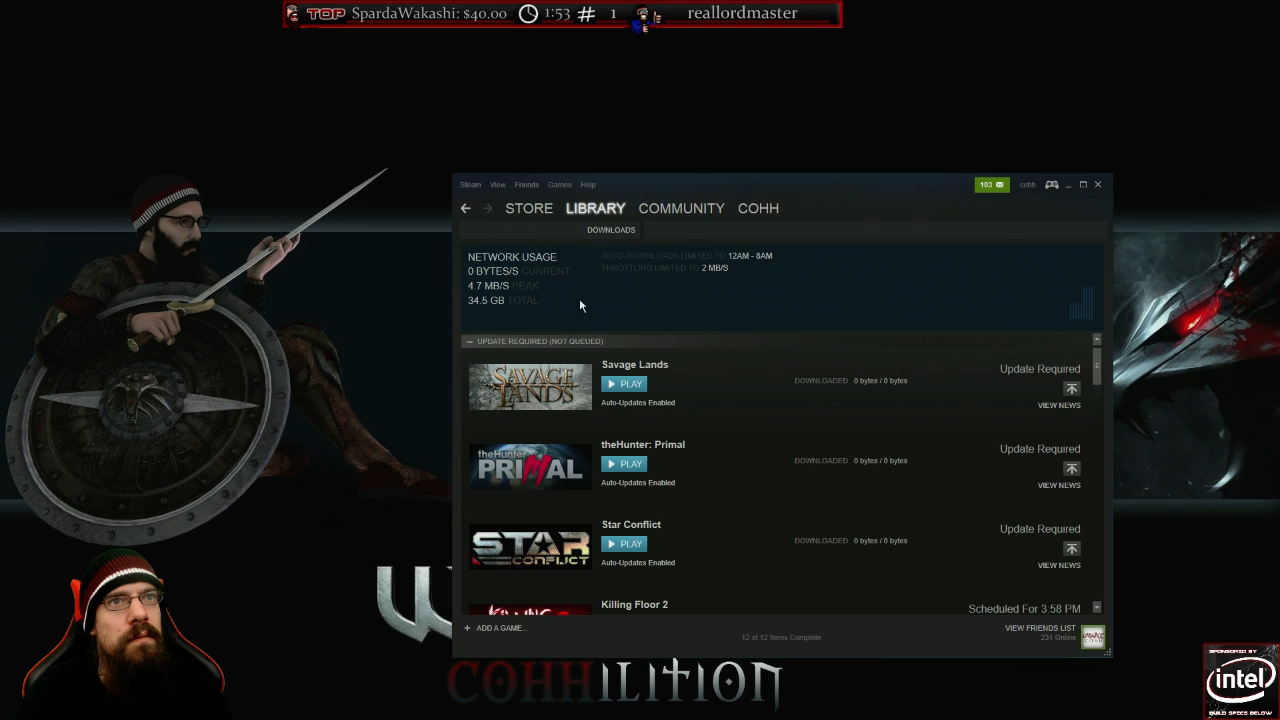 TOP SpardaWakashi: $40.00 1:53 # 1 reallordmaster
Steam View Friends Games Help
103 cohh
STORE LIBRARY COMMUNITY COHH
DOWNLOADS
NETWORK USAGE
0 BYTES/S CURRENT
4.7 MB/S PEAK
34.5 GB TOTAL
AUTO-DOWNLOADS LIMITED TO 12AM - 8AM
THROTTLING LIMITED TO 2 MB/S
UPDATE REQUIRED (NOT QUEUED)
SAVAGE LANDS
Savage Lands
PLAY
Auto-Updates Enabled
DOWNLOADED 0 bytes / 0 bytes
Update Required
VIEW NEWS
theHunter PRIMAL
theHunter: Primal
PLAY
Auto-Updates Enabled
DOWNLOADED 0 bytes / 0 bytes
Update Required
VIEW NEWS
STAR CONFLICT
Star Conflict
PLAY
Auto-Updates Enabled
DOWNLOADED 0 bytes / 0 bytes
Update Required
VIEW NEWS
KILLING
Killing Floor 2
Scheduled For 3:58 PM
+ ADD A GAME...
12 of 12 Items Complete
VIEW FRIENDS LIST
231 Online
COHHILITION
SPONSORED BY
intel
BUILD SPECS BELOW